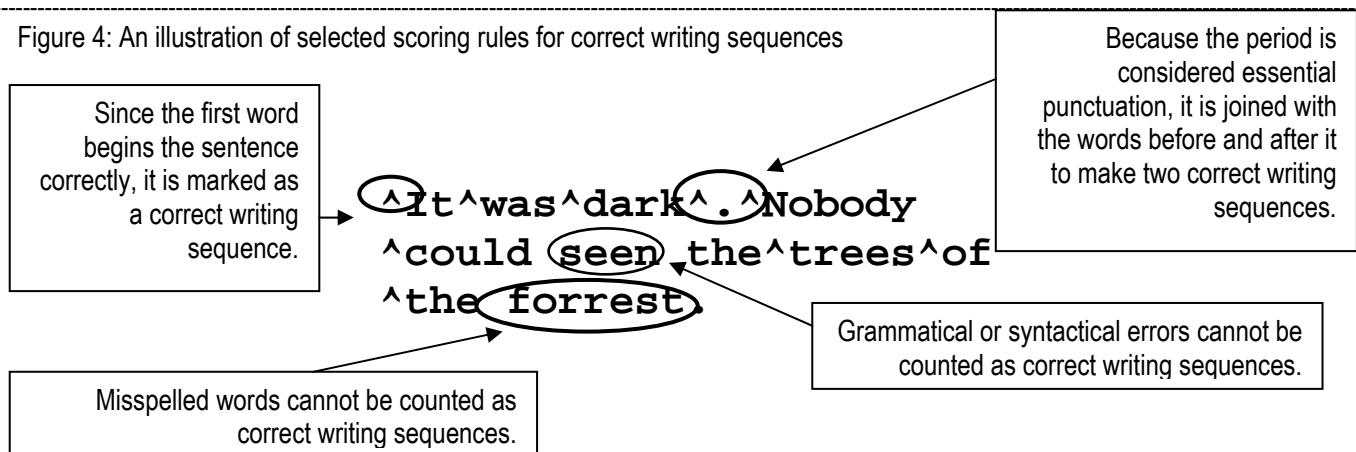 Figure 4: An illustration of selected scoring rules for correct writing sequences
Because the period is
considered essential
punctuation, it is joined with
the words before and after it
to make two correct writing
sequences.
Since the first word
begins the sentence
correctly, it is marked as
a correct writing
sequence.
^It^was^dark^.^Nobody
^could seen the^trees^of
^the forrest.
Grammatical or syntactical errors cannot be
counted as correct writing sequences.
Misspelled words cannot be counted as
correct writing sequences.